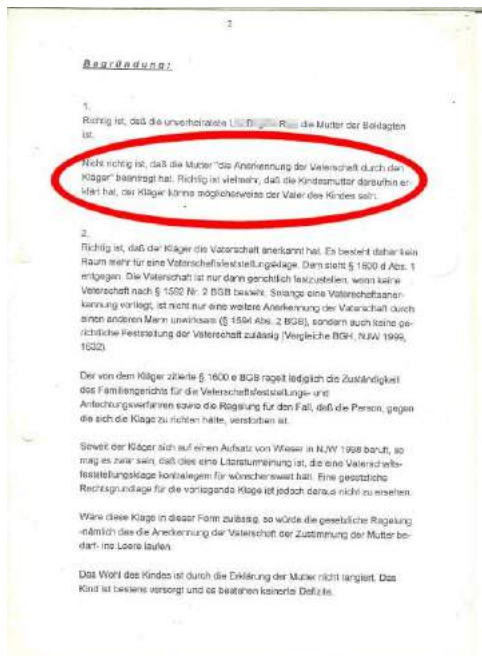 2
Begründung:
1.
Richtig ist, daß die unverheiratete die Mutter der Beklagten
ist.
Nicht richtig ist, daß die Mutter "die Anerkennung der Vaterschaft durch den
Kläger" beantragt hat. Richtig ist vielmehr, daß die Kindesmutter daraufhin er-
klärt hat, der Kläger könne möglicherweise der Vater des Kindes sein.
2.
Richtig ist, daß der Kläger die Vaterschaft anerkannt hat. Es besteht daher kein
Raum mehr für eine Vaterschaftsfeststellungsklage. Dem steht § 1600 d Abs. 1
entgegen. Die Vaterschaft ist nur dann gerichtlich festzustellen, wenn keine
Vaterschaft nach § 1592 Nr. 2 BGB besteht. Solange eine Vaterschaftsaner-
kennung vorliegt, ist nicht nur eine weitere Anerkennung der Vaterschaft durch
einen anderen Mann unwirksam (§ 1594 Abs. 2 BGB), sondern auch keine ge-
richtliche Feststellung der Vaterschaft zulässig (Vergleiche BGH, NJW 1999,
1632).
Der von dem Kläger zitierte § 1600 e BGB regelt lediglich die Zuständigkeit
des Familiengerichts für die Vaterschaftsfeststellungs- und
Anfechtungsverfahren sowie die Regelung für den Fall, daß die Person, gegen
die sich die Klage zu richten hätte, verstorben ist.
Soweit der Kläger sich auf einen Aufsatz von Wieser in NJW 1998 beruft, so
mag es zwar sein, daß dies eine Literaturmeinung ist, die eine Vaterschafts-
feststellungsklage kontralegem für wünschenswert hält. Eine gesetzliche
Rechtsgrundlage für die vorliegende Klage ist jedoch daraus nicht zu ersehen.
Wäre diese Klage in dieser Form zulässig, so würde die gesetzliche Regelung
-nämlich das die Anerkennung der Vaterschaft der Zustimmung der Mutter be-
darf- ins Leere laufen.
Das Wohl des Kindes ist durch die Erklärung der Mutter nicht tangiert. Das
Kind ist bestens versorgt und es bestehen keinerlei Defizite.